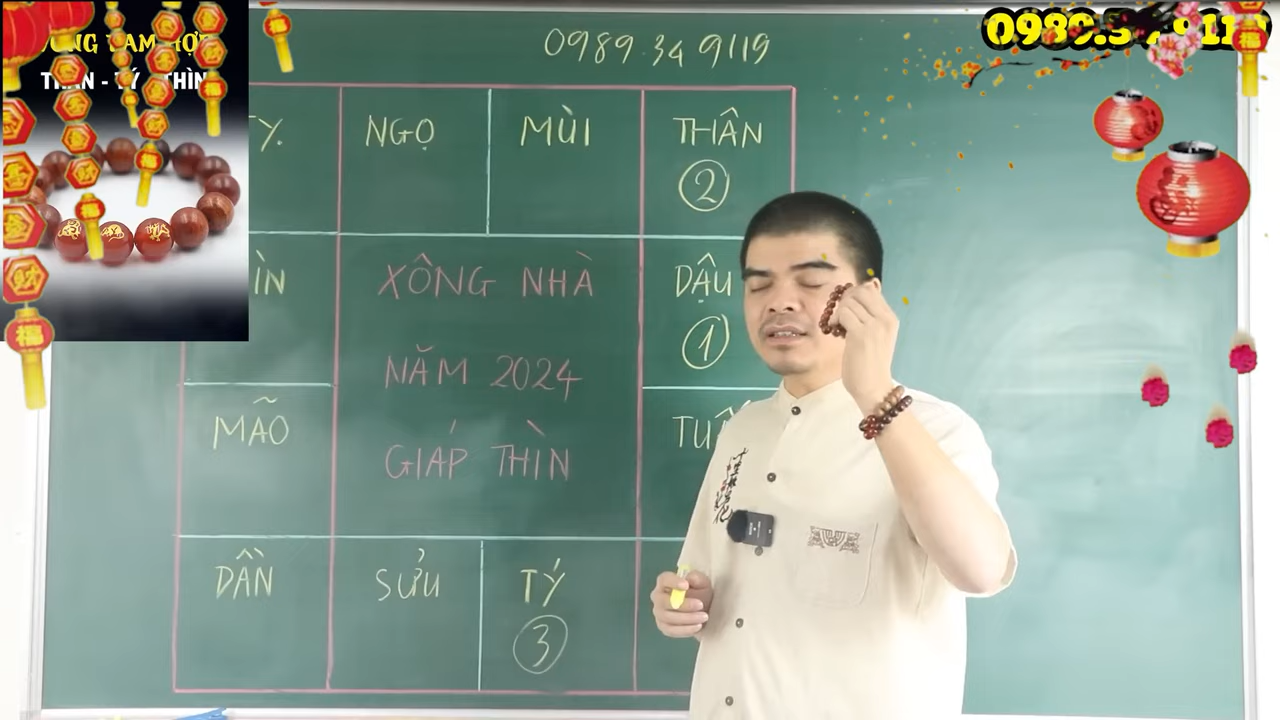 0989.34 9119
NGỌ
MÙI
THÂN
2
XÔNG NHÀ
DẬU
1
NĂM 2024
MÃO
GIÁP THÌN
DẦN
SỬU
TÝ
3